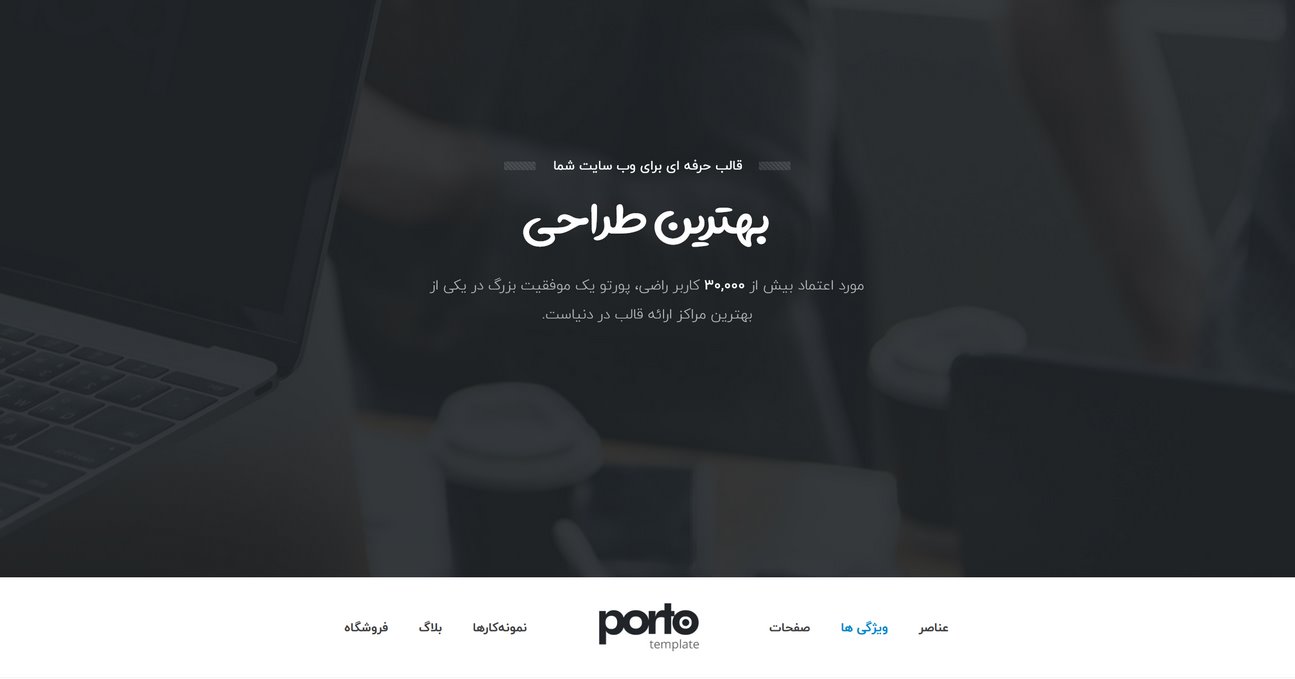 قالب حرفه ای برای وب سایت شما
بهترین طراحی
مورد اعتماد بیش از ۳۰,۰۰۰ کاربر راضی، پورتو یک موفقیت بزرگ در یکی از
بهترین مراکز ارائه قالب در دنیاست.
عناصر ویژگی ها صفحات porto نمونه‌کارها بلاگ فروشگاه
template